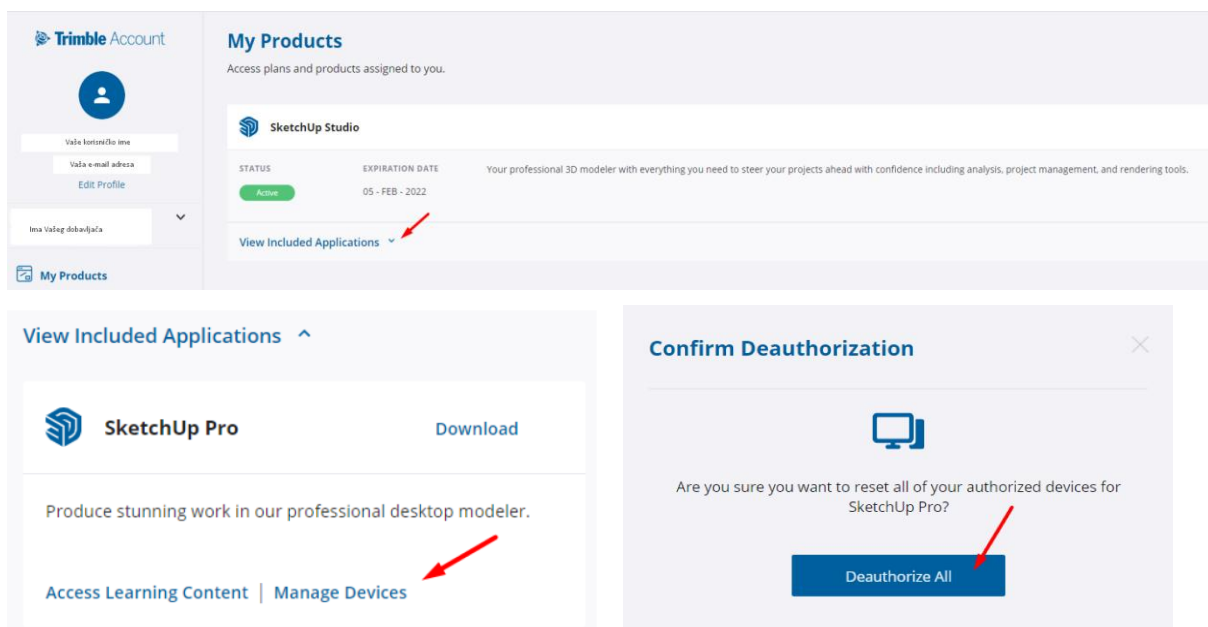 Trimble Account
Vaše korisničko ime
Vaša e-mail adresa
Edit Profile
Ima Vašeg dobavljača
My Products
My Products
Access plans and products assigned to you.
SketchUp Studio
STATUS
EXPIRATION DATE
Your professional 3D modeler with everything you need to steer your projects ahead with confidence including analysis, project management, and rendering tools.
Active
05 - FEB - 2022
View Included Applications
View Included Applications
SketchUp Pro
Download
Produce stunning work in our professional desktop modeler.
Access Learning Content | Manage Devices
Confirm Deauthorization
Are you sure you want to reset all of your authorized devices for
SketchUp Pro?
Deauthorize All